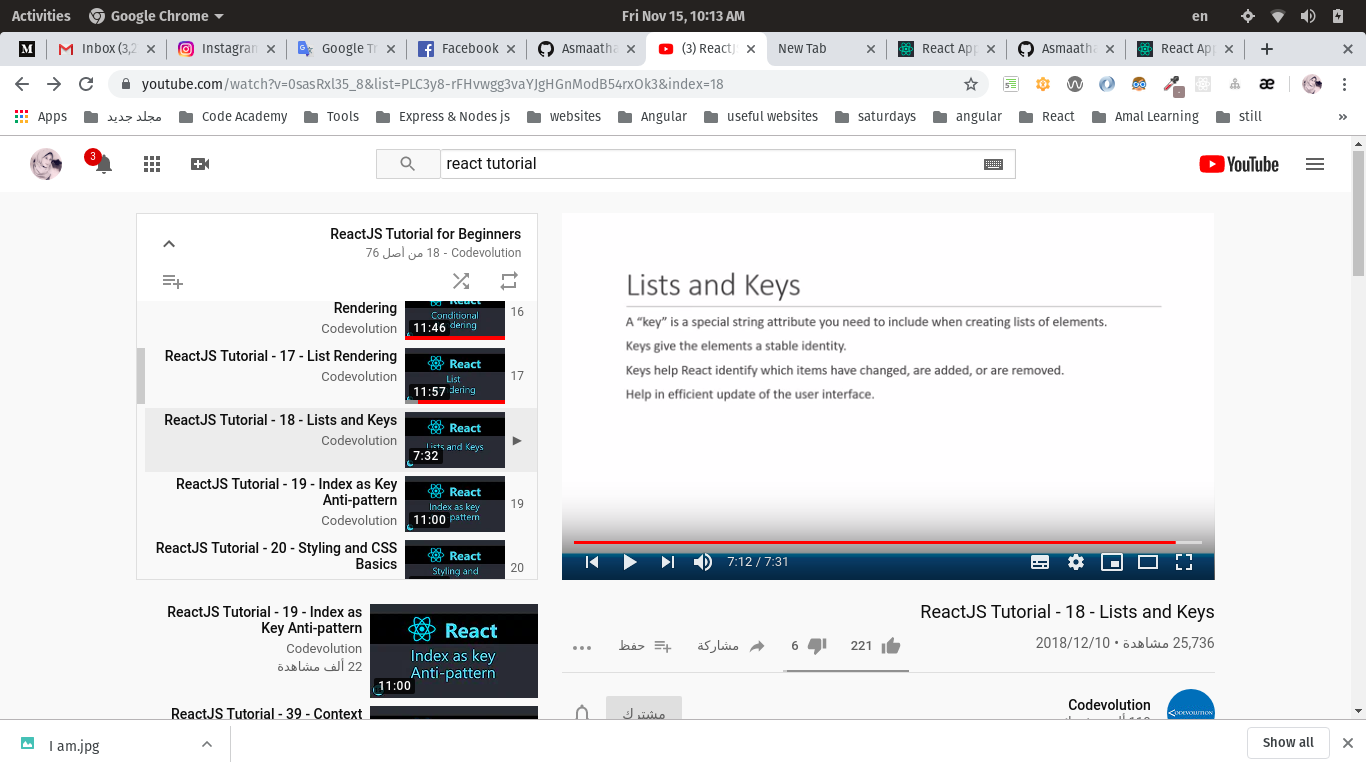 Activities
Google Chrome
Fri Nov 15, 10:13 AM
en
Inbox (3,2
Instagran
Google Tr
Facebook
Asmaatha
(3) ReactJ
New Tab
React App
Asmaatha
React App
youtube.com/watch?v=0sasRxl35_8&list=PLC3y8-rFHvwgg3vaYJgHGnModB54rxOk3&index=18
Apps
مجلد جديد
Code Academy
Tools
Express & Nodes js
websites
Angular
useful websites
saturdays
angular
React
Amal Learning
still
3
react tutorial
YouTube
ReactJS Tutorial for Beginners
Codevolution - 18 من أصل 76
Rendering
Codevolution
Conditional
11:46
16
ReactJS Tutorial - 17 - List Rendering
Codevolution
React
List
11:57
17
ReactJS Tutorial - 18 - Lists and Keys
Codevolution
React
Lists and Keys
7:32
ReactJS Tutorial - 19 - Index as Key
Anti-pattern
Codevolution
React
Index as key
11:00
19
ReactJS Tutorial - 20 - Styling and CSS
Basics
React
Styling and
20
Lists and Keys
A “key” is a special string attribute you need to include when creating lists of elements.
Keys give the elements a stable identity.
Keys help React identify which items have changed, are added, or are removed.
Help in efficient update of the user interface.
7:12 / 7:31
ReactJS Tutorial - 18 - Lists and Keys
25,736 مشاهدة • 2018/12/10
221
6
مشاركة
حفظ
Codevolution
CODEVOLUTION
مشترك
ReactJS Tutorial - 19 - Index as
Key Anti-pattern
Codevolution
22 ألف مشاهدة
React
Index as key
Anti-pattern
11:00
ReactJS Tutorial - 39 - Context
I am.jpg
Show all